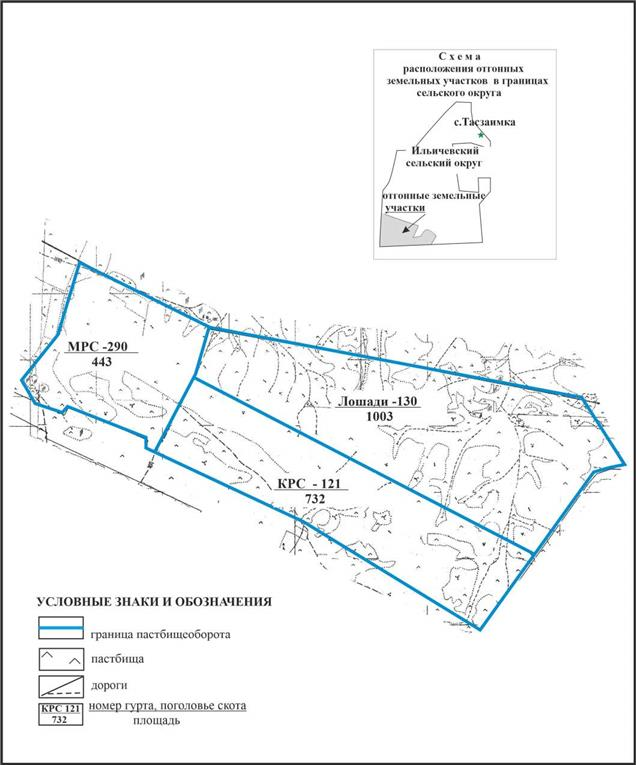 Схема
расположения отгонных
земельных участков в границах
сельского округа
с.Тасзаимка
Ильичевский
сельский округ
отгонные земельные
участки
МРС -290
443
Лошади -130
1003
КРС - 121
732
УСЛОВНЫЕ ЗНАКИ И ОБОЗНАЧЕНИЯ
граница пастбищеоборота
пастбища
дороги
КРС 121
732
номер гурта, поголовье скота
площадь